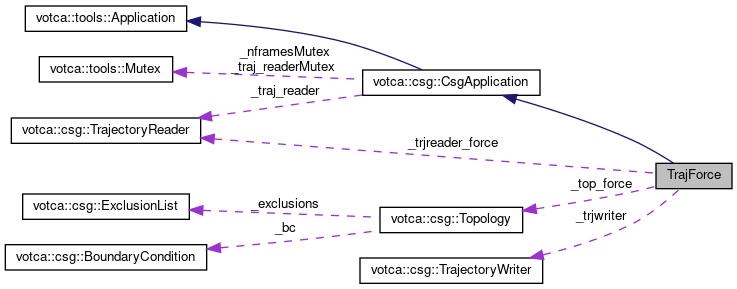 votca::tools::Application
_nframesMutex
_traj_readerMutex
votca::tools::Mutex
votca::csg::CsgApplication
_traj_reader
votca::csg::TrajectoryReader
_trjreader_force
TrajForce
_top_force
_exclusions
votca::csg::ExclusionList
votca::csg::Topology
_trjwriter
_bc
votca::csg::BoundaryCondition
votca::csg::TrajectoryWriter